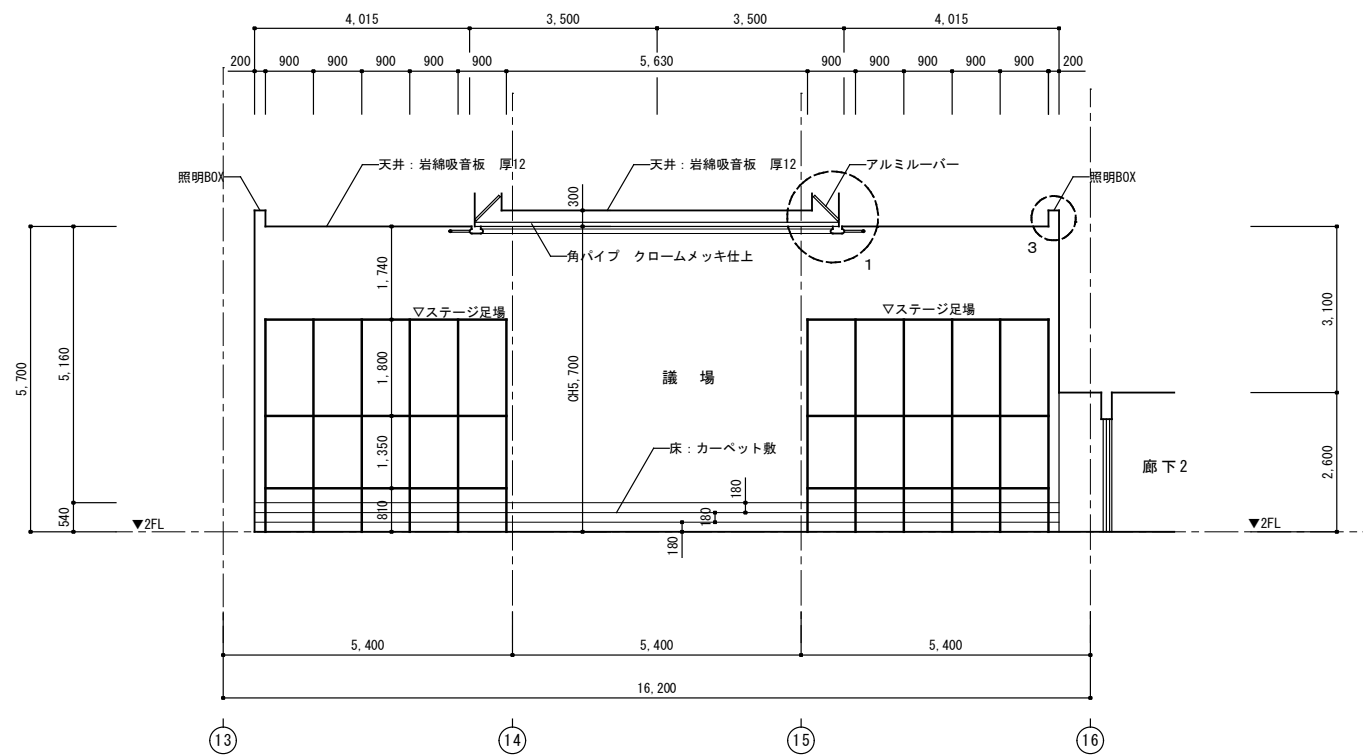 4,015
3,500
3,500
4,015
200
900
900
900
900
900
5,630
900
900
900
900
900
200
天井：岩綿吸音板　厚12
天井：岩綿吸音板　厚12
アルミルーバー
照明BOX
照明BOX
300
角パイプ　クロームメッキ仕上
1
3
▽ステージ足場
▽ステージ足場
1,740
1,800
1,350
810
CH5,700
議　場
床：カーペット敷
180
180
180
5,700
5,160
540
▼2FL
3,100
2,600
廊下2
▼2FL
5,400
5,400
5,400
16,200
13
14
15
16